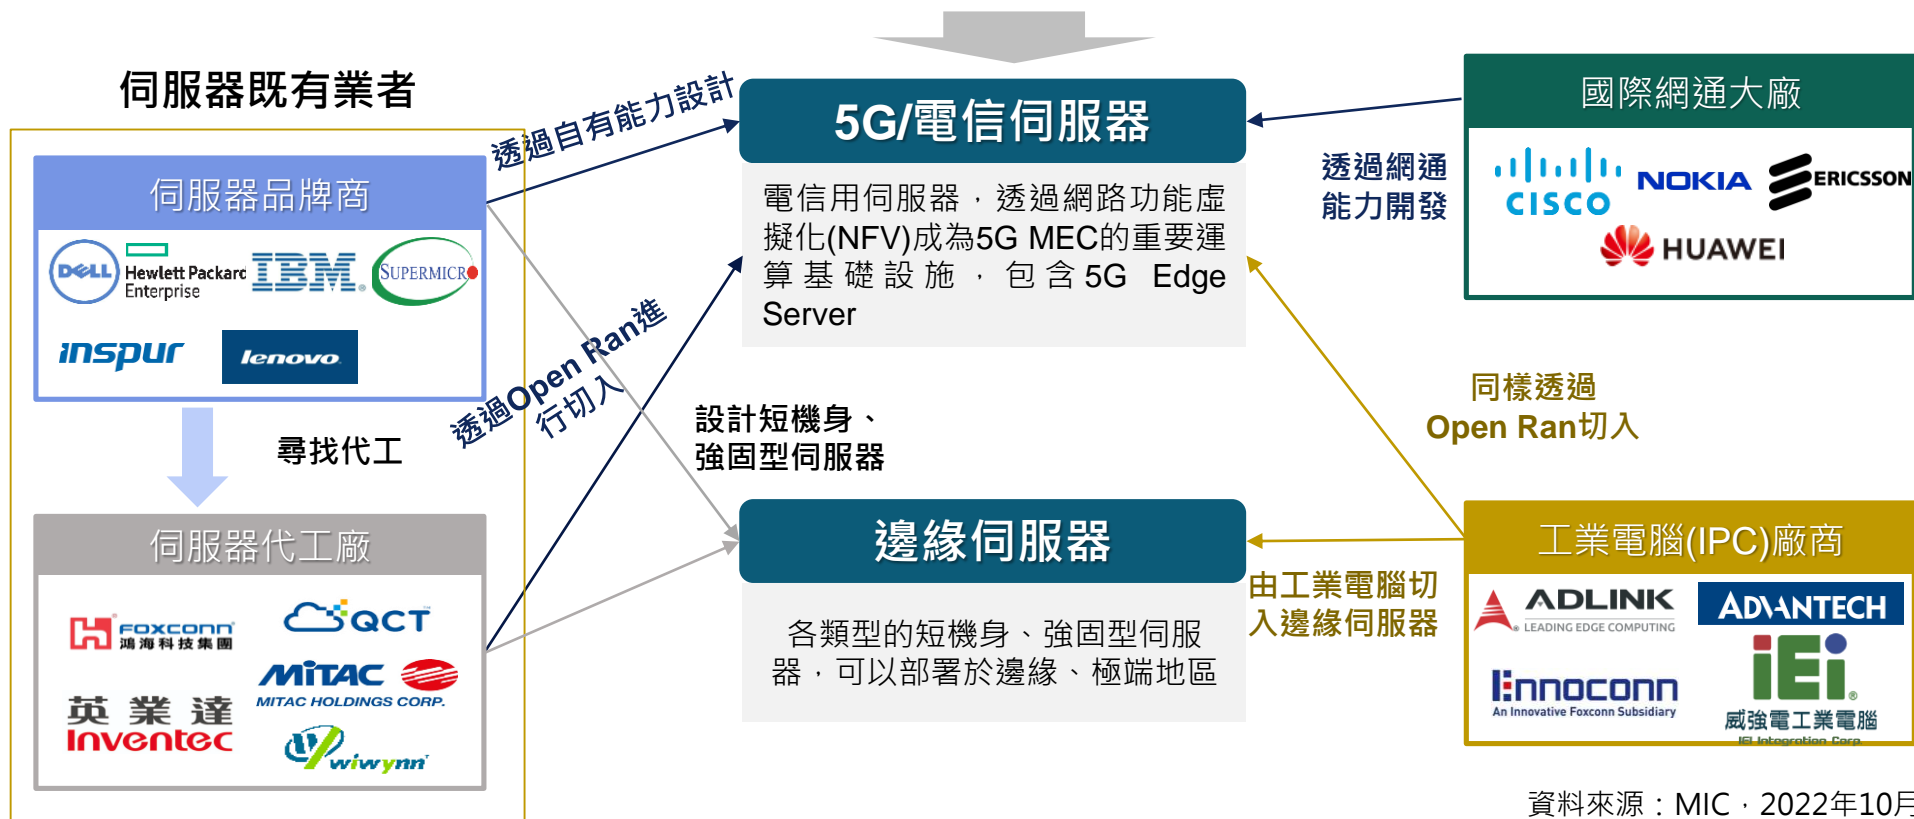 伺服器既有業者
伺服器品牌商
DELL
Hewlett Packard
Enterprise
IBM
SUPERMICRO
inspur
lenovo
尋找代工
伺服器代工廠
FOXCONN
鴻海科技集團
QCT
MiTAC
MITAC HOLDINGS CORP.
英業達
Inventec
wiwynn
透過自有能力設計
透過Open Ran進
行切入
設計短機身、
強固型伺服器
5G/電信伺服器
電信用伺服器，透過網路功能虛
擬化(NFV)成為5G MEC的重要運
算基礎設施，包含5G Edge
Server
邊緣伺服器
各類型的短機身、強固型伺服
器，可以部署於邊緣、極端地區
透過網通
能力開發
同樣透過
Open Ran切入
由工業電腦切
入邊緣伺服器
國際網通大廠
CISCO
NOKIA
ERICSSON
HUAWEI
工業電腦(IPC)廠商
ADLINK
LEADING EDGE COMPUTING
ADVANTECH
Ennoconn
An Innovative Foxconn Subsidiary
iEi
威強電工業電腦
IEI Integration Corp.
資料來源：MIC，2022年10月